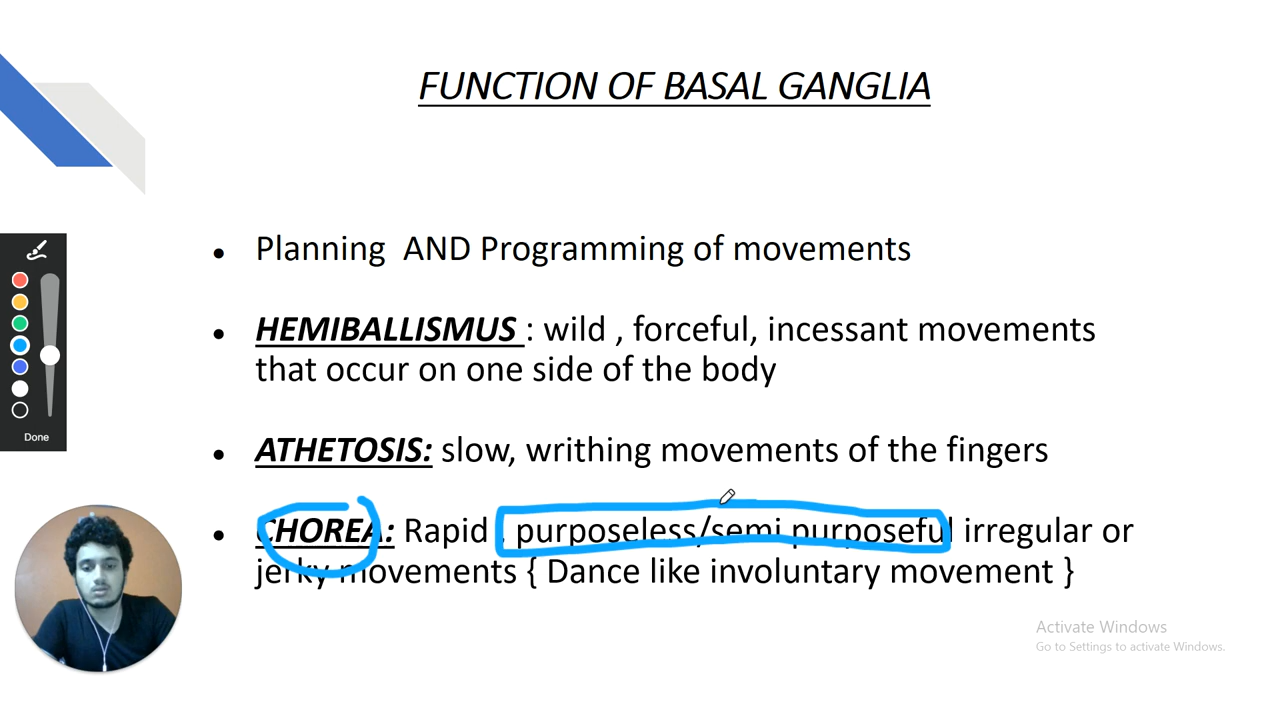 FUNCTION OF BASAL GANGLIA
Planning AND Programming of movements
HEMIBALLISMUS : wild , forceful, incessant movements
that occur on one side of the body
ATHETOSIS: slow, writhing movements of the fingers
CHOREA: Rapid , purposeless/semi purposeful irregular or
jerky movements { Dance like involuntary movement }
Done
Activate Windows
Go to Settings to activate Windows.